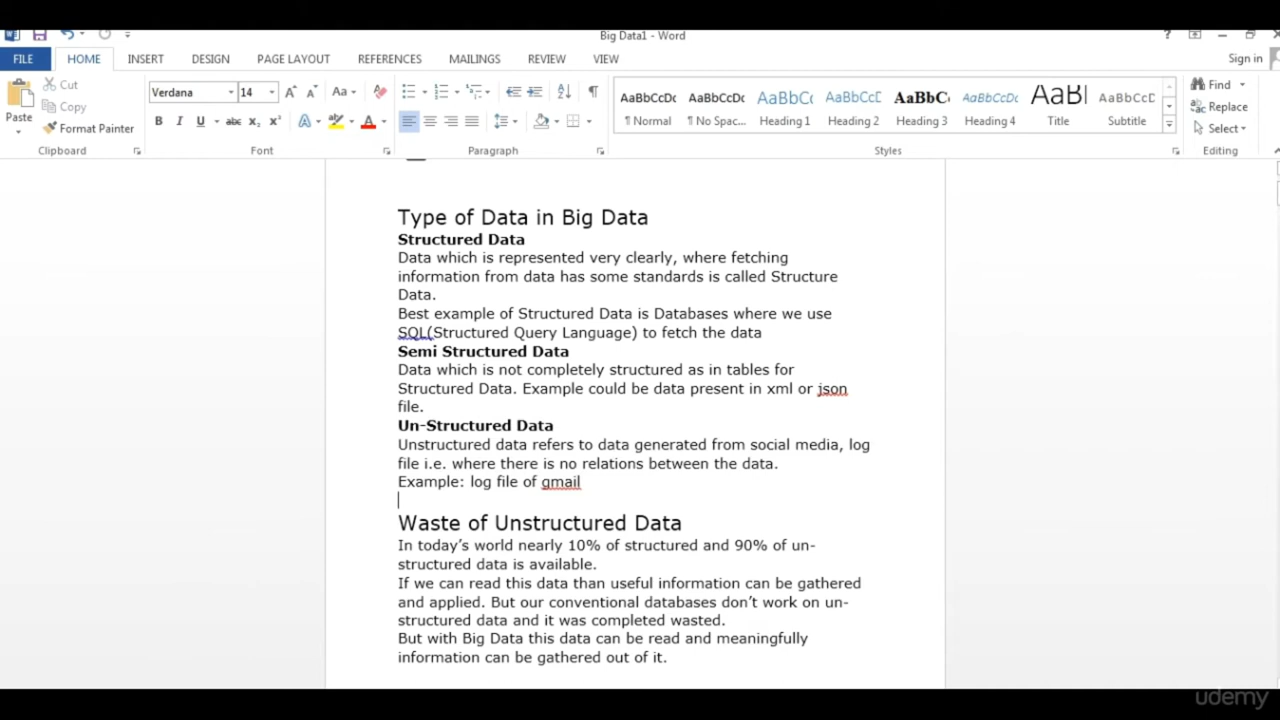 Big Data1 - Word
?
Sign in
FILE HOME INSERT DESIGN PAGE LAYOUT REFERENCES MAILINGS REVIEW VIEW
Paste
Cut
Copy
Format Painter
Clipboard
Verdana 14 Aa
B I U abc X₂ X² A A
Font
Paragraph
AaBbCcDc AaBbCcDc AaBbC( AaBbCcD AaBbC( AaBbCcDc AaB AaBbCcD
¶ Normal ¶ No Spac... Heading 1 Heading 2 Heading 3 Heading 4 Title Subtitle
Styles
Find
Replace
Select
Editing
Type of Data in Big Data
Structured Data
Data which is represented very clearly, where fetching
information from data has some standards is called Structure
Data.
Best example of Structured Data is Databases where we use
SQL(Structured Query Language) to fetch the data
Semi Structured Data
Data which is not completely structured as in tables for
Structured Data. Example could be data present in xml or json
file.
Un-Structured Data
Unstructured data refers to data generated from social media, log
file i.e. where there is no relations between the data.
Example: log file of gmail
Waste of Unstructured Data
In today’s world nearly 10% of structured and 90% of un-
structured data is available.
If we can read this data than useful information can be gathered
and applied. But our conventional databases don’t work on un-
structured data and it was completed wasted.
But with Big Data this data can be read and meaningfully
information can be gathered out of it.
udemy